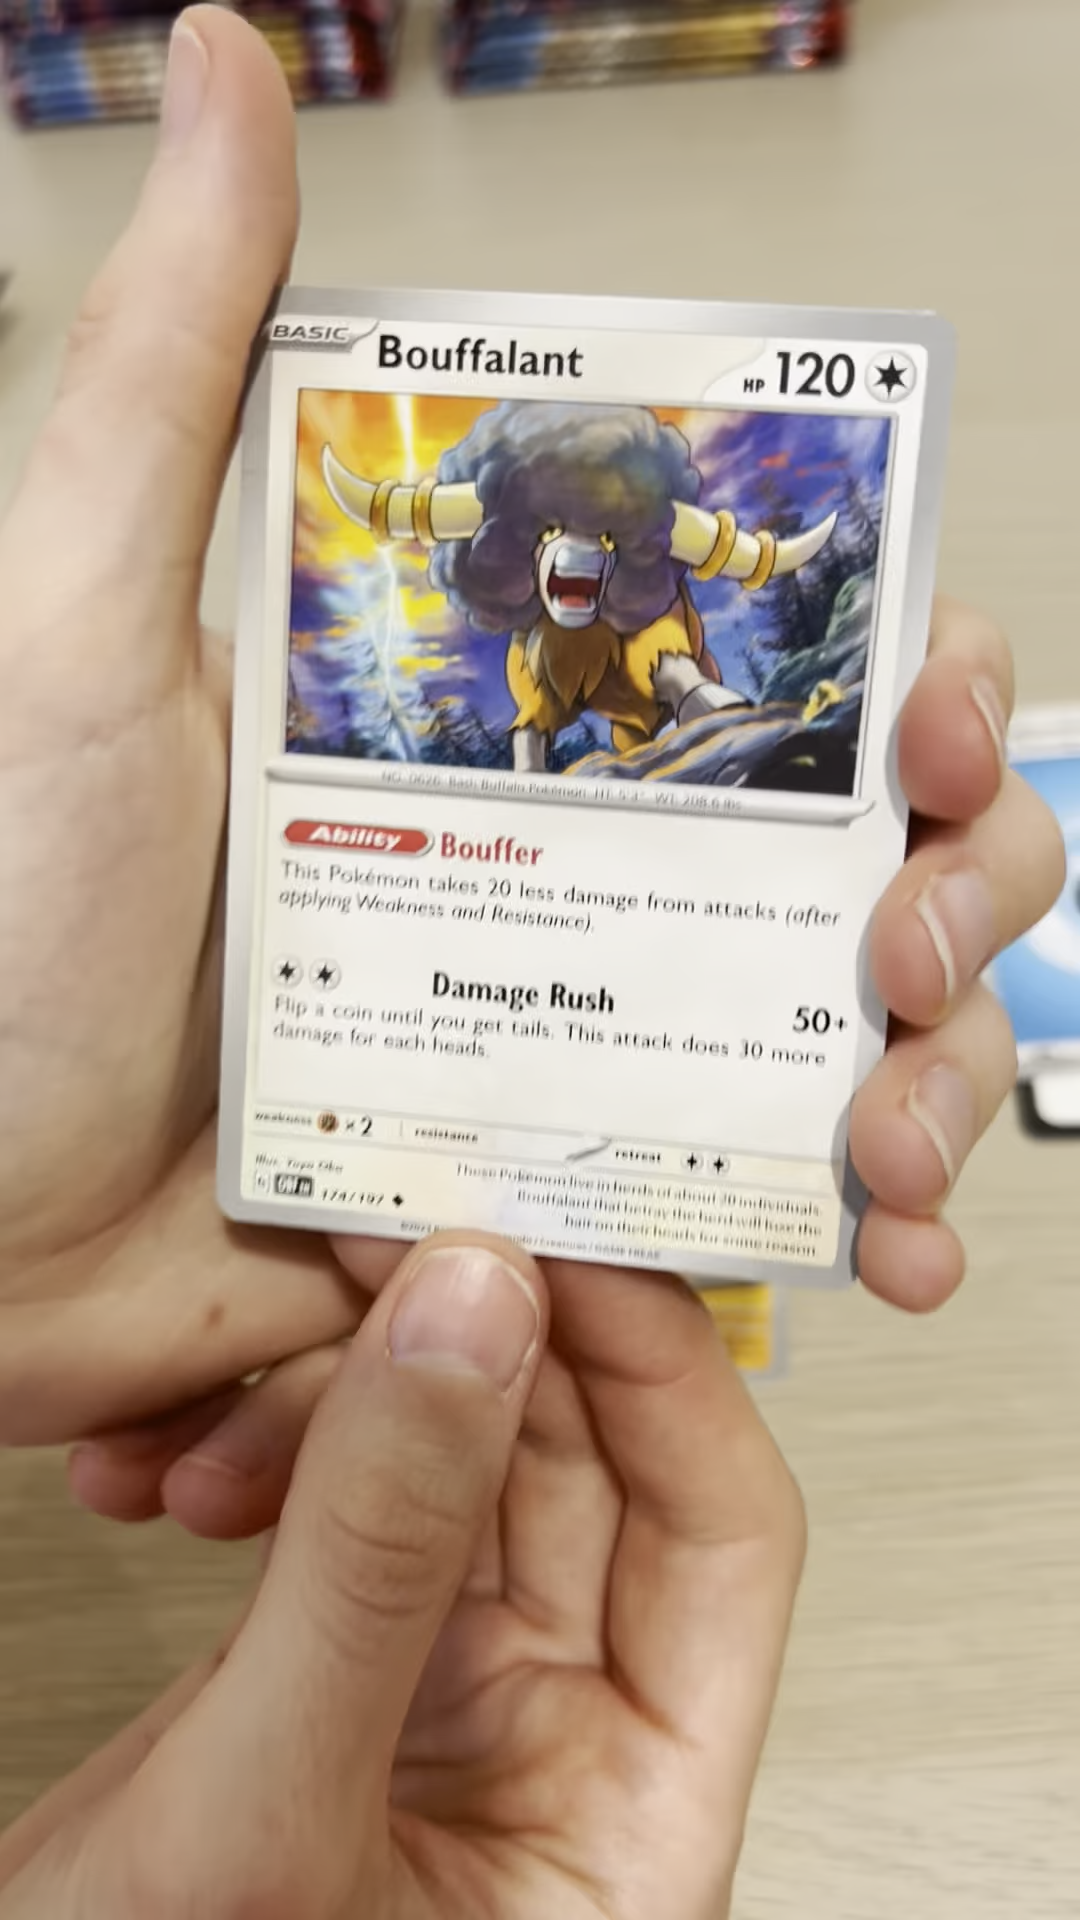 BASIC
Bouffalant
HP 120
NO. 0626 Bash Buffalo Pokémon HT: 5'3" WT: 208.6 lbs.
Ability Bouffer
This Pokémon takes 20 less damage from attacks (after
applying Weakness and Resistance).
Damage Rush 50+
Flip a coin until you get tails. This attack does 30 more
damage for each heads.
weakness ×2 resistance
retreat
Illus.
174/197
These Pokémon live in herds of about 20 individuals.
Bouffalant that betray the herd will lose the
hair on their heads for some reason.
/Creatures/GAME FREAK